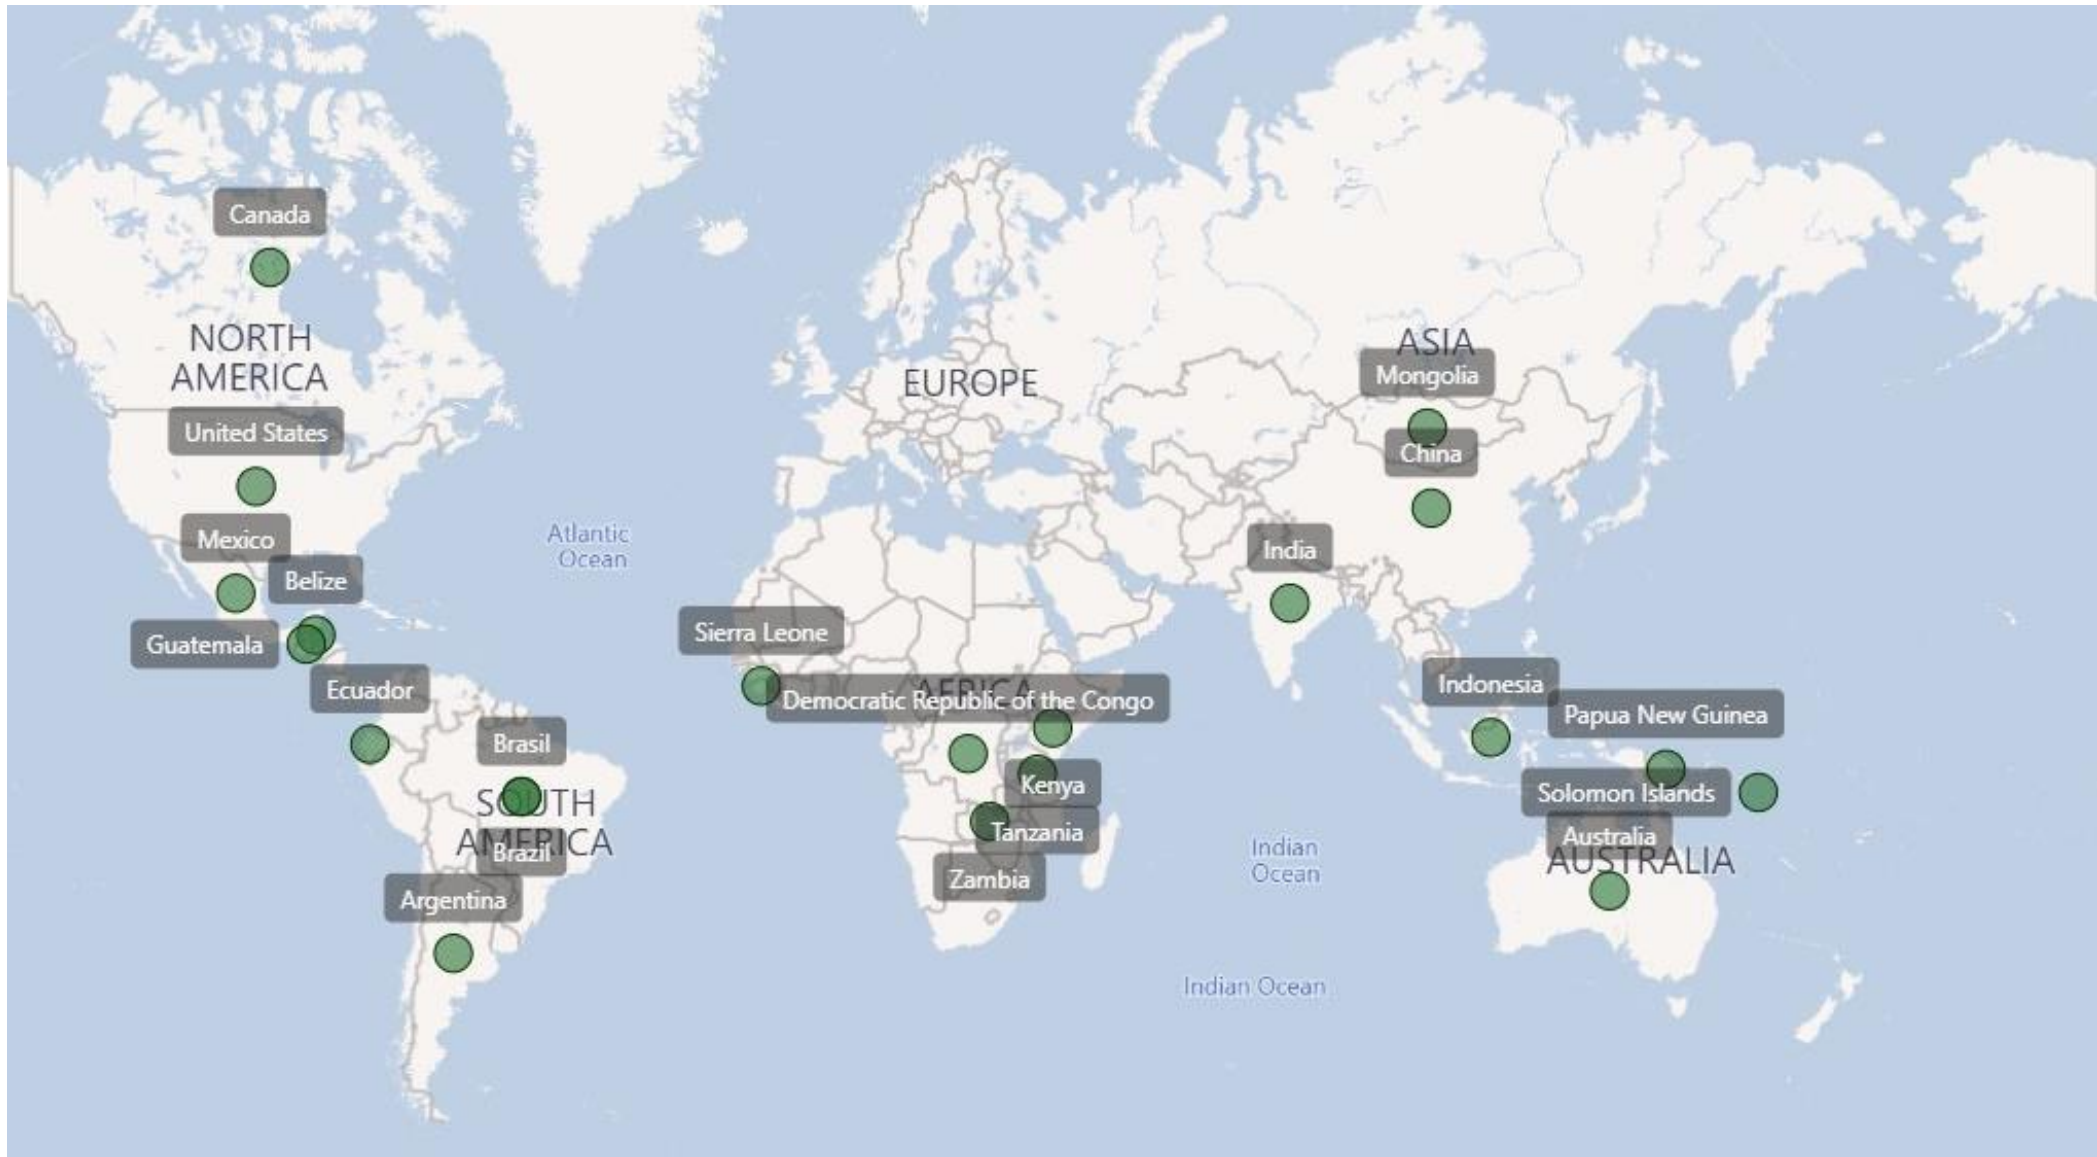 Canada
NORTH
AMERICA
United States
Mexico
Belize
Guatemala
Ecuador
Brasil
SOUTH
AMERICA
Brazil
Argentina
Atlantic
Ocean
EUROPE
Sierra Leone
AFRICA
Democratic Republic of the Congo
Kenya
Tanzania
Zambia
ASIA
Mongolia
China
India
Indonesia
Papua New Guinea
Solomon Islands
Australia
AUSTRALIA
Indian
Ocean
Indian Ocean